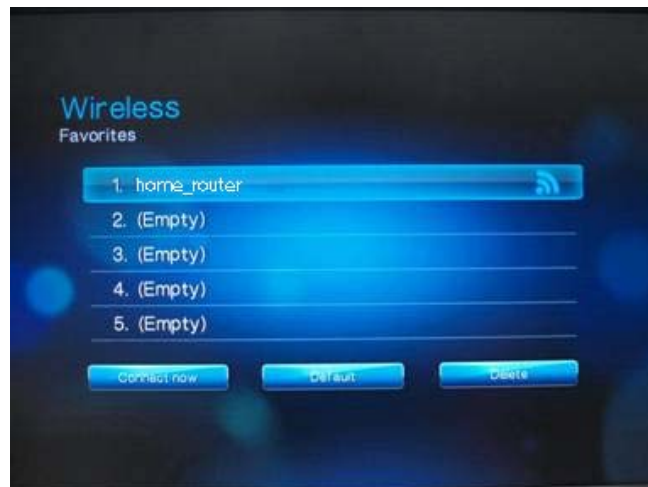 Wireless
Favorites
1. home_router
2. (Empty)
3. (Empty)
4. (Empty)
5. (Empty)
Connect now Default Delete